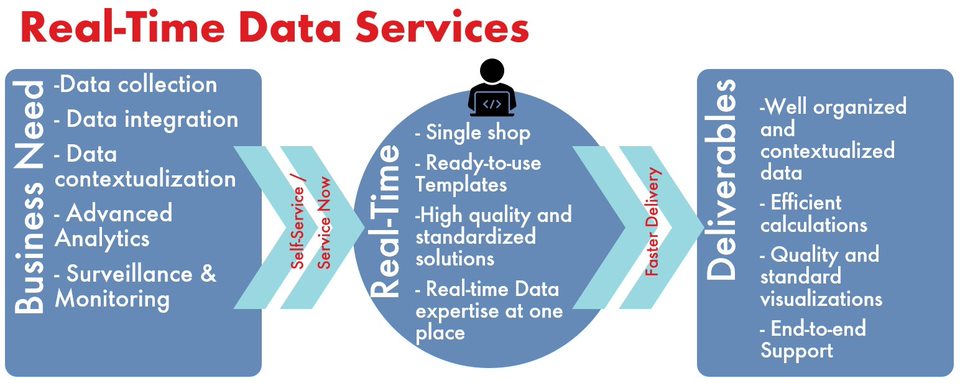 Real-Time Data Services
Business Need
-Data collection
- Data integration
- Data
contextualization
- Advanced
Analytics
- Surveillance &
Monitoring
Self-Service /
Service Now
Real-Time
</>
- Single shop
- Ready-to-use
Templates
-High quality and
standardized
solutions
- Real-time Data
expertise at one
place
Faster Delivery
Deliverables
-Well organized
and
contextualized
data
- Efficient
calculations
- Quality and
standard
visualizations
- End-to-end
Support